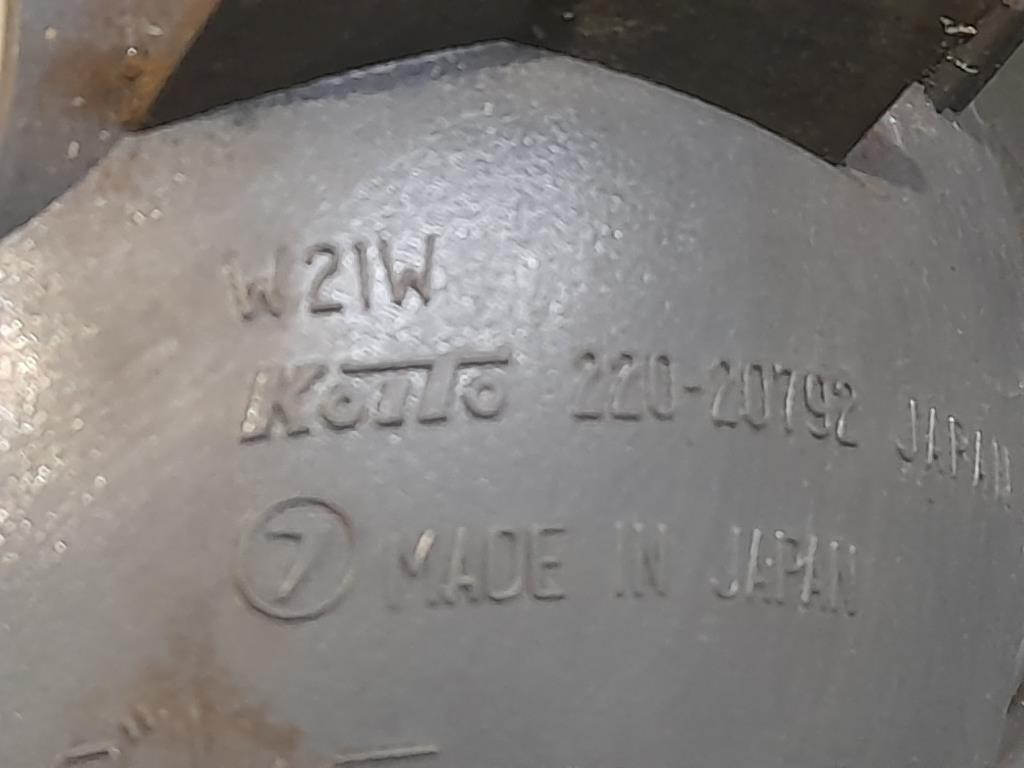 W21W
KOITO 220-20792 JAPAN
⑦ MADE IN JAPAN